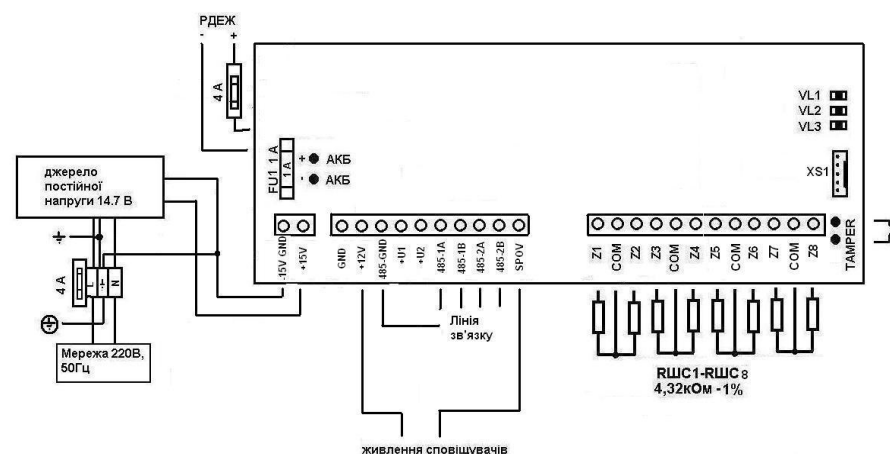 РДЕЖ
- +
4 А
VL1
VL2
VL3
XS1
FU1 1 А
1 А
+ АКБ
- АКБ
джерело
постійної
напруги 14.7 В
-15V GND
+15V
GND
+12V
485-GND
+U1
+U2
485-1A
485-1B
485-2A
485-2B
SPOV
Z1
COM
Z2
Z3
COM
Z4
Z5
COM
Z6
Z7
COM
Z8
TAMPER
4 А
L
N
Лінія
зв'язку
Мережа 220В,
50Гц
RШС1-RШС8
4,32кОм -1%
живлення сповіщувачів